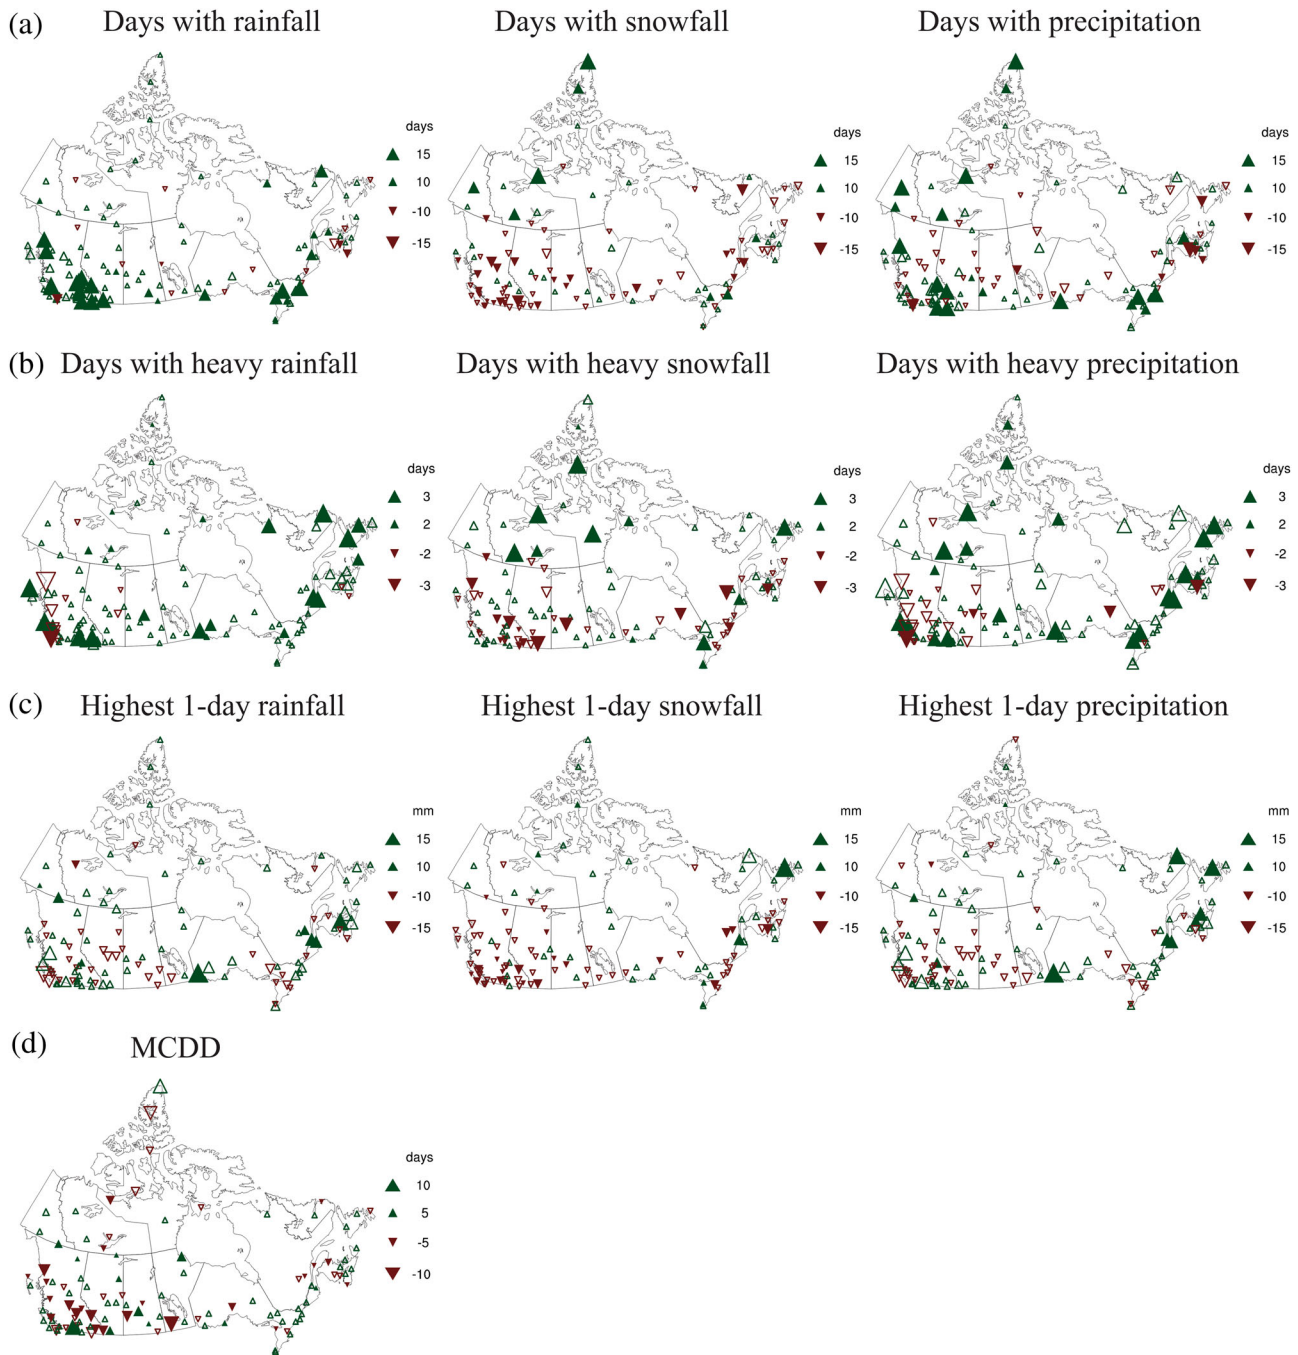 (a) Days with rainfall Days with snowfall Days with precipitation
days days days
15 15 15
10 10 10
-10 -10 -10
-15 -15 -15
(b) Days with heavy rainfall Days with heavy snowfall Days with heavy precipitation
days days days
3 3 3
2 2 2
-2 -2 -2
-3 -3 -3
(c) Highest 1-day rainfall Highest 1-day snowfall Highest 1-day precipitation
mm mm mm
15 15 15
10 10 10
-10 -10 -10
-15 -15 -15
(d) MCDD
days
10
5
-5
-10